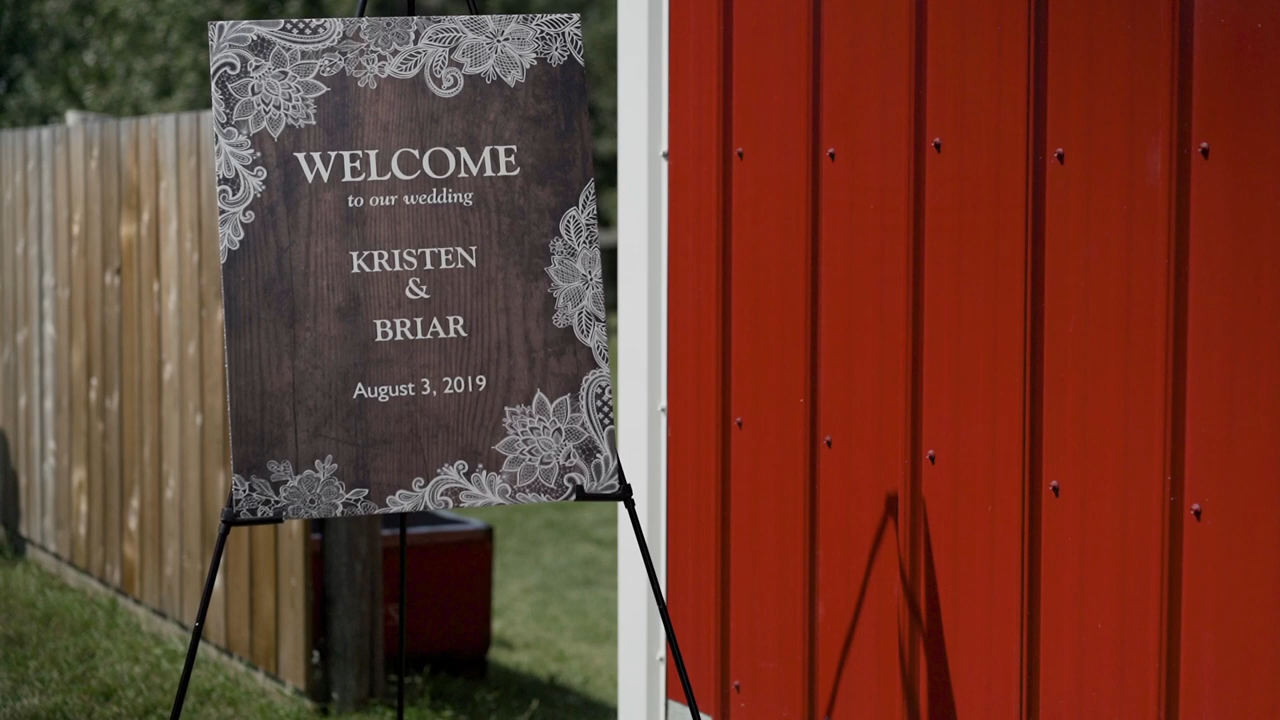 WELCOME
to our wedding
KRISTEN
&
BRIAR
August 3, 2019